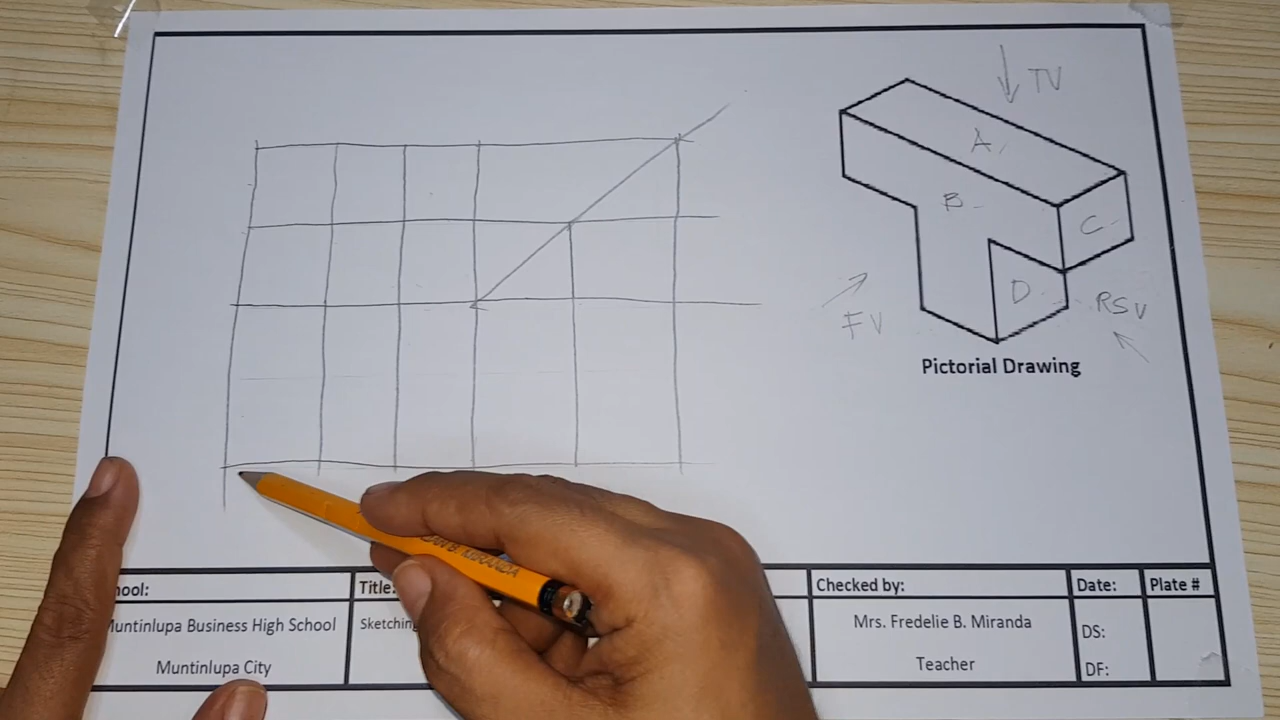 TV
A
B
C
D
FV
RSV
Pictorial Drawing
hool:
Title:
Checked by:
Date:
Plate #
Muntinlupa Business High School
Muntinlupa City
Sketching
Mrs. Fredelie B. Miranda
Teacher
DS:
DF:
B. MIRANDA